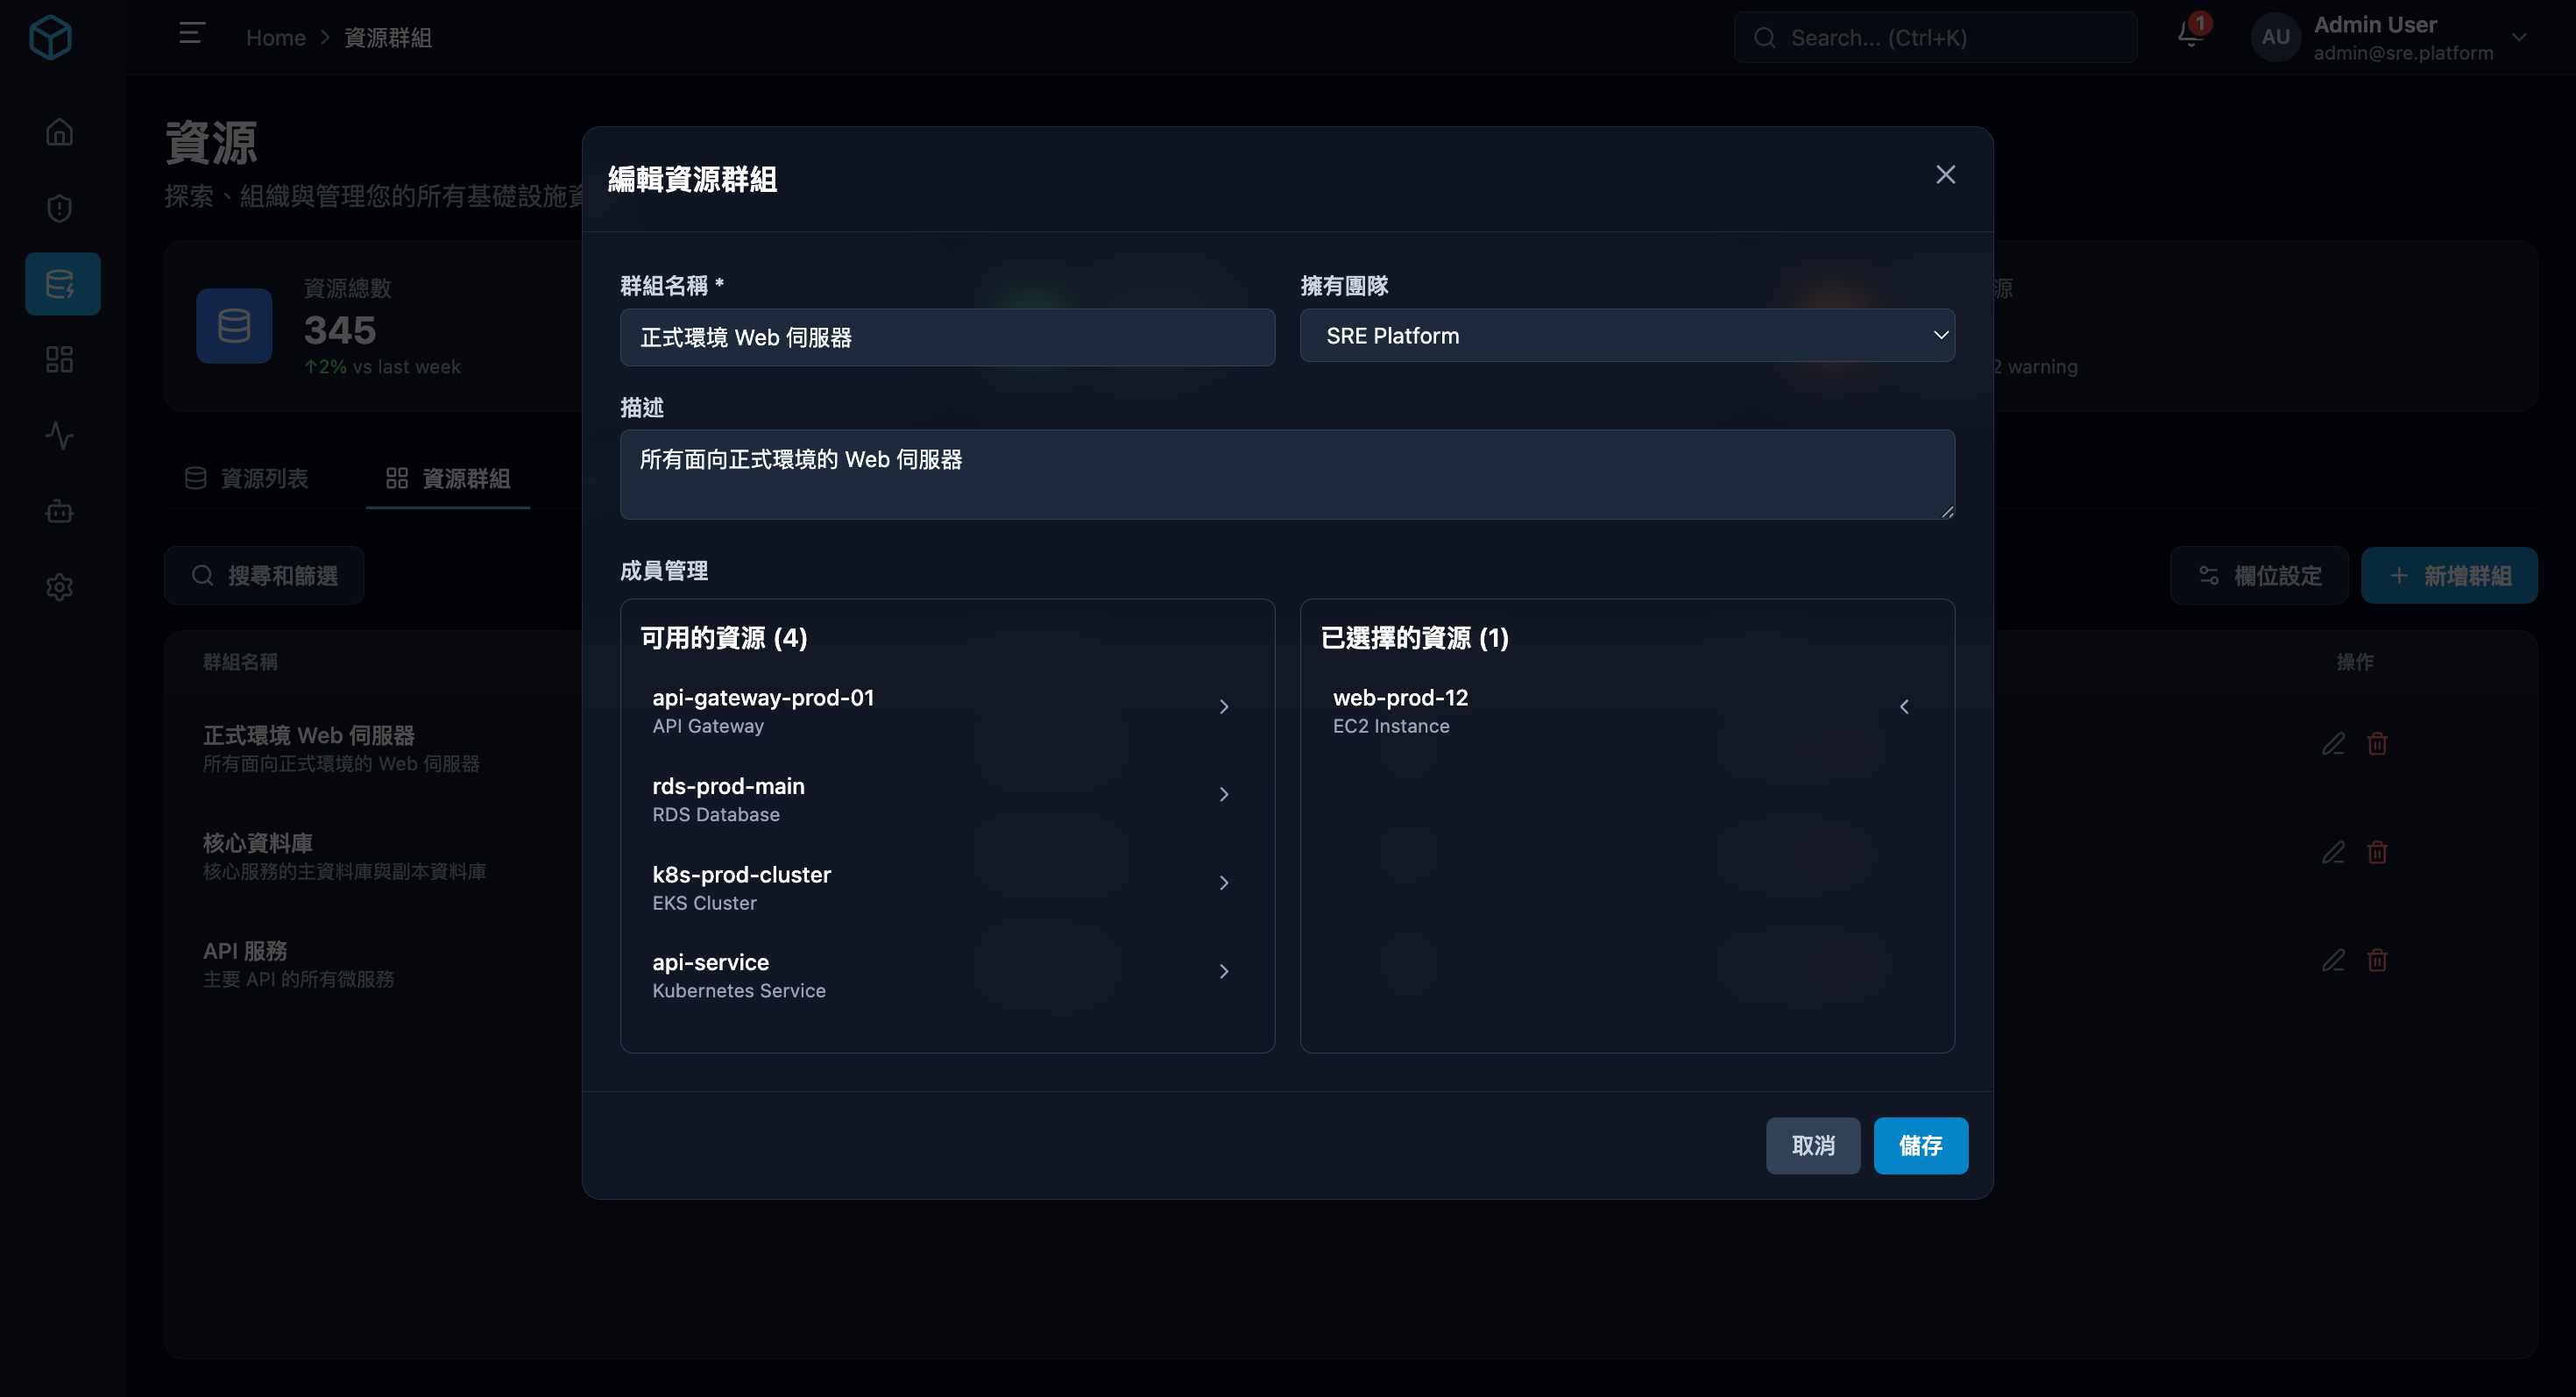 Home > 資源群組
Search... (Ctrl+K)
1
AU
Admin User
admin@sre.platform
資源
探索、組織與管理您的所有基礎設施資
資源總數
345
↑2% vs last week
源
2 warning
資源列表
資源群組
搜尋和篩選
欄位設定
+ 新增群組
群組名稱
操作
正式環境 Web 伺服器
所有面向正式環境的 Web 伺服器
核心資料庫
核心服務的主資料庫與副本資料庫
API 服務
主要 API 的所有微服務
編輯資源群組
群組名稱 *
正式環境 Web 伺服器
擁有團隊
SRE Platform
描述
所有面向正式環境的 Web 伺服器
成員管理
可用的資源 (4)
api-gateway-prod-01
API Gateway
rds-prod-main
RDS Database
k8s-prod-cluster
EKS Cluster
api-service
Kubernetes Service
已選擇的資源 (1)
web-prod-12
EC2 Instance
取消
儲存